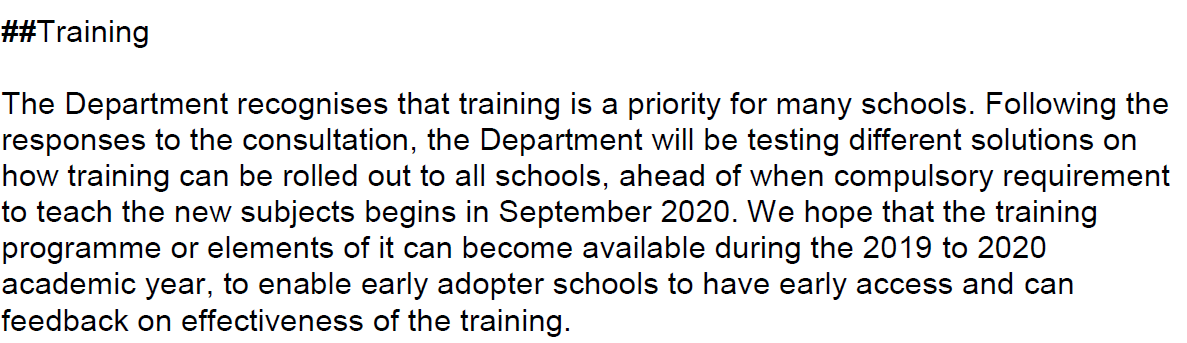 ##Training
The Department recognises that training is a priority for many schools. Following the
responses to the consultation, the Department will be testing different solutions on
how training can be rolled out to all schools, ahead of when compulsory requirement
to teach the new subjects begins in September 2020. We hope that the training
programme or elements of it can become available during the 2019 to 2020
academic year, to enable early adopter schools to have early access and can
feedback on effectiveness of the training.